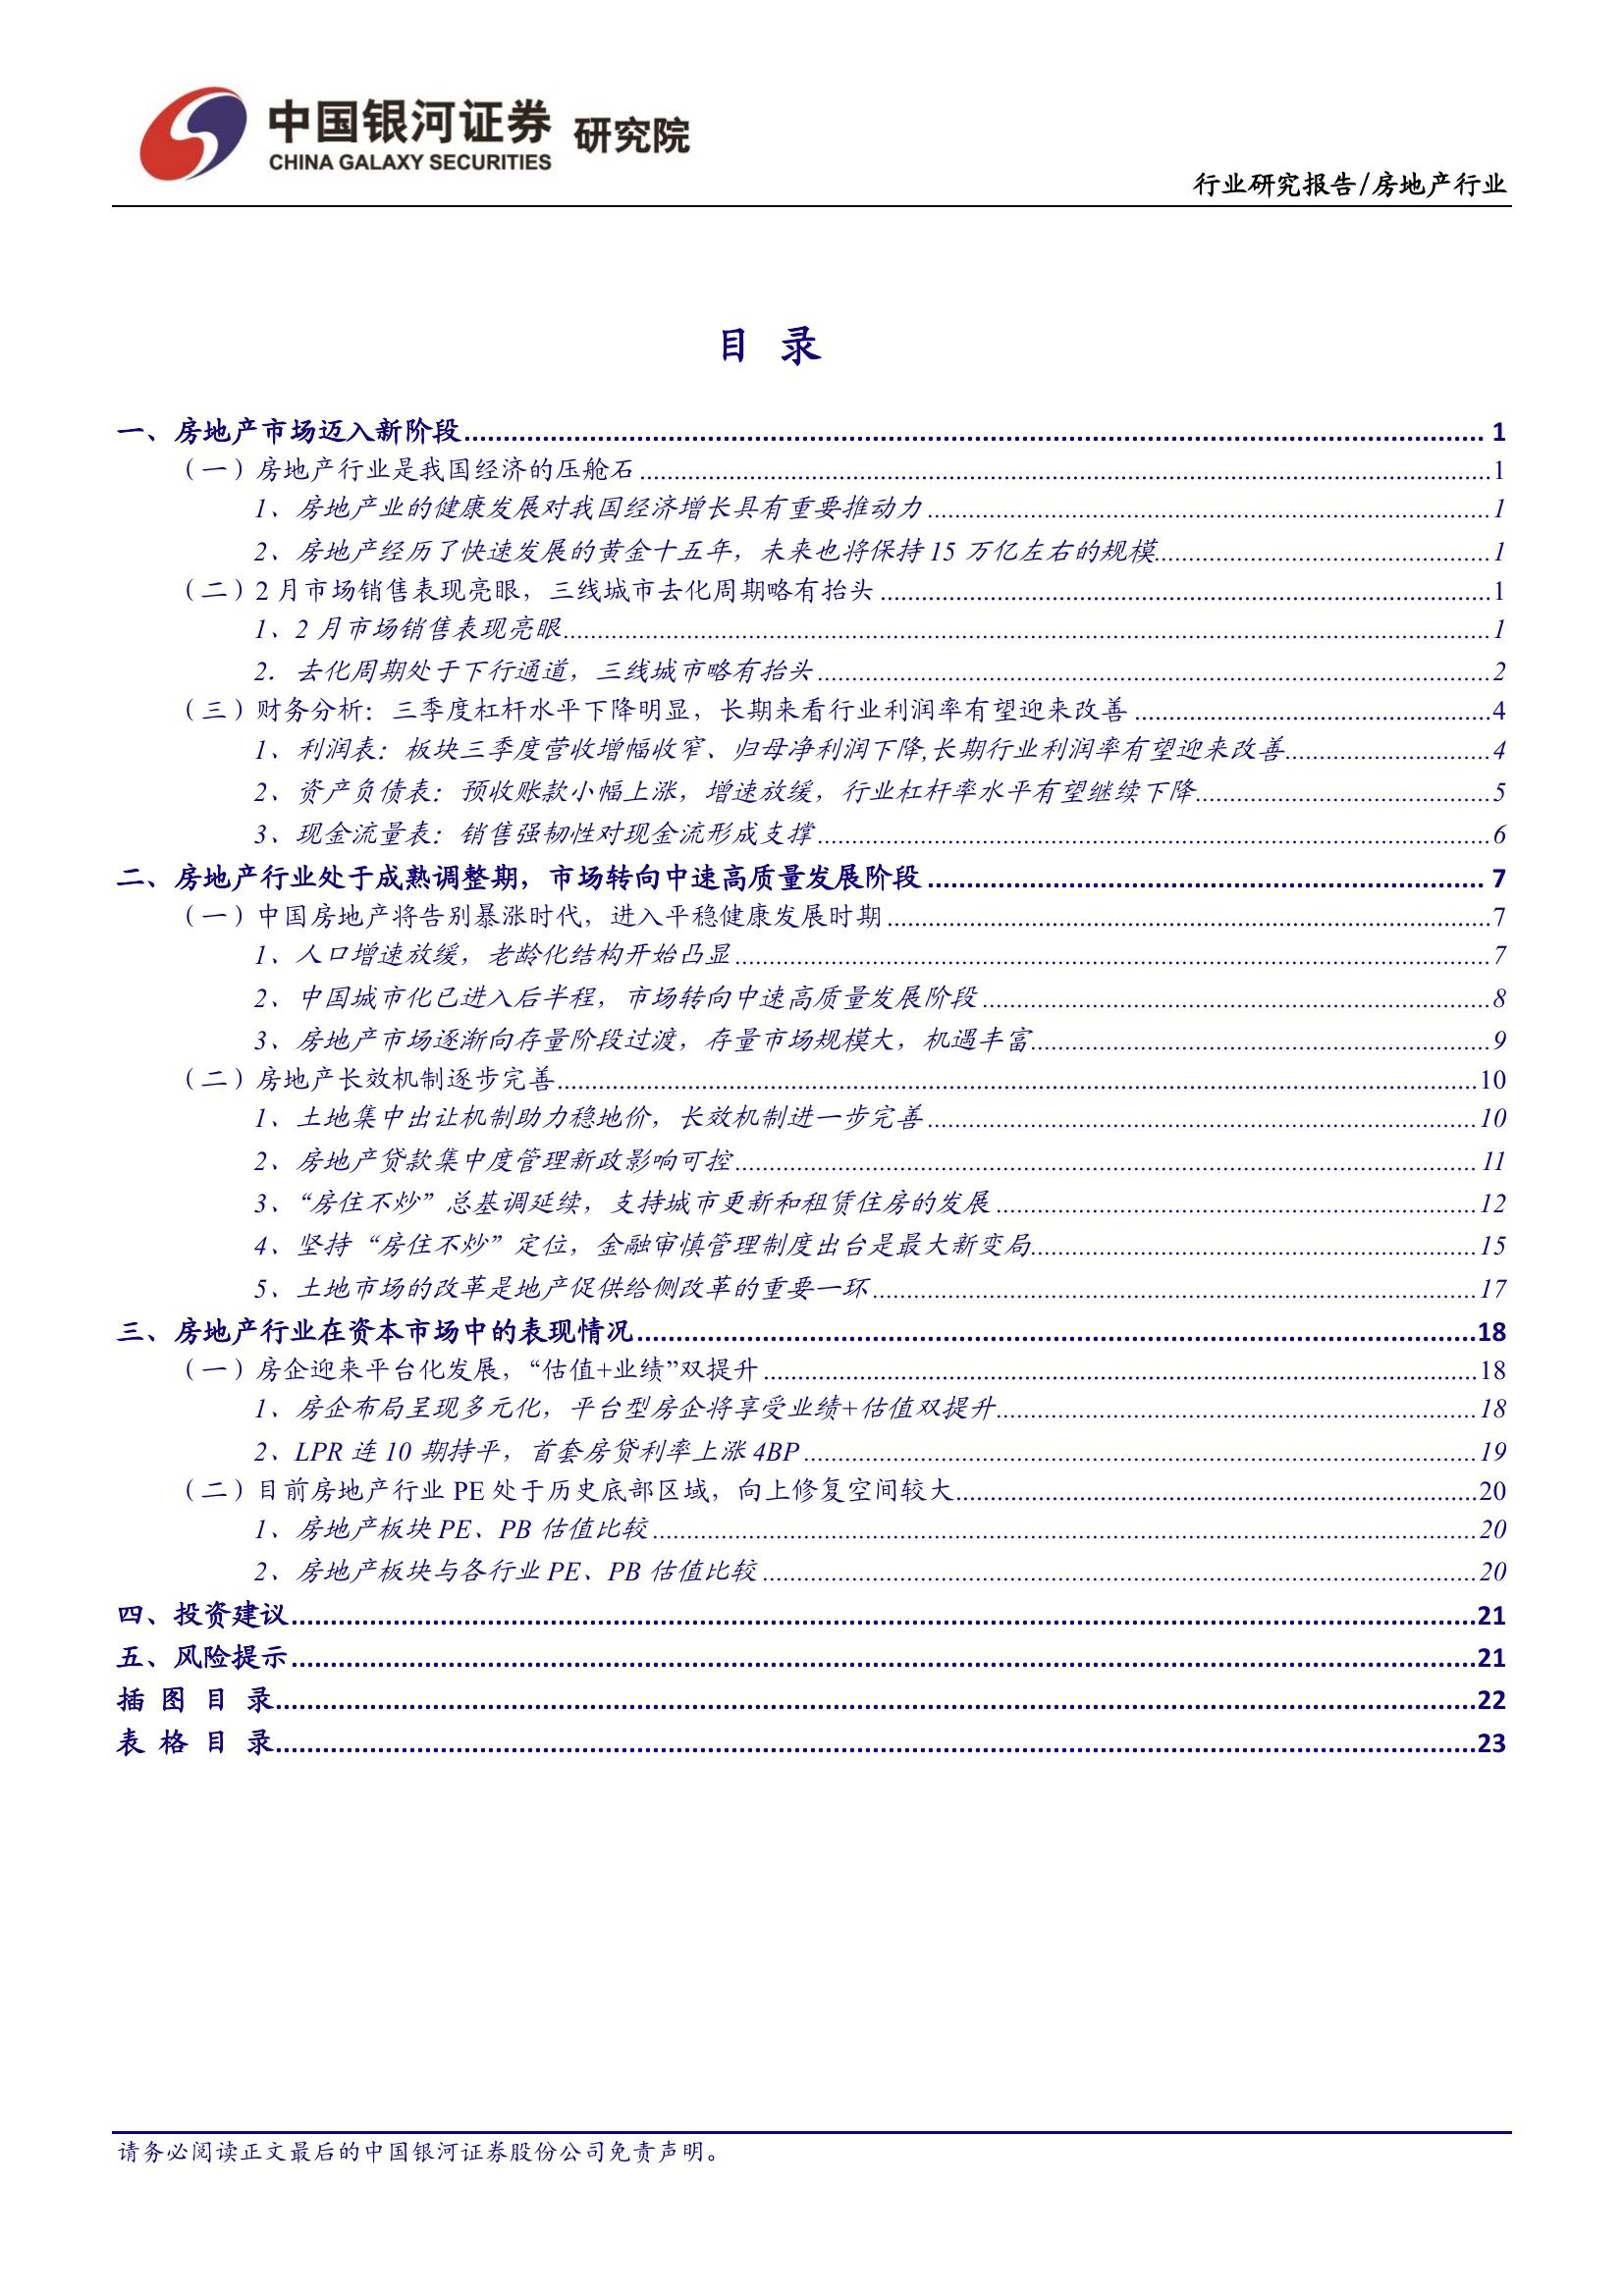 中国银河证券 研究院
CHINA GALAXY SECURITIES
行业研究报告/房地产行业
目 录
一、房地产市场迈入新阶段 1
（一）房地产行业是我国经济的压舱石 1
1、房地产业的健康发展对我国经济增长具有重要推动力 1
2、房地产经历了快速发展的黄金十五年，未来也将保持 15 万亿左右的规模 1
（二）2 月市场销售表现亮眼，三线城市去化周期略有抬头 1
1、2 月市场销售表现亮眼 1
2. 去化周期处于下行通道，三线城市略有抬头 2
（三）财务分析：三季度杠杆水平下降明显，长期来看行业利润率有望迎来改善 4
1、利润表：板块三季度营收增幅收窄、归母净利润下降,长期行业利润率有望迎来改善 4
2、资产负债表：预收账款小幅上涨，增速放缓，行业杠杆率水平有望继续下降 5
3、现金流量表：销售强韧性对现金流形成支撑 6
二、房地产行业处于成熟调整期，市场转向中速高质量发展阶段 7
（一）中国房地产将告别暴涨时代，进入平稳健康发展时期 7
1、人口增速放缓，老龄化结构开始凸显 7
2、中国城市化已进入后半程，市场转向中速高质量发展阶段 8
3、房地产市场逐渐向存量阶段过渡，存量市场规模大，机遇丰富 9
（二）房地产长效机制逐步完善 10
1、土地集中出让机制助力稳地价，长效机制进一步完善 10
2、房地产贷款集中度管理新政影响可控 11
3、“房住不炒”总基调延续，支持城市更新和租赁住房的发展 12
4、坚持“房住不炒”定位，金融审慎管理制度出台是最大新变局 15
5、土地市场的改革是地产促供给侧改革的重要一环 17
三、房地产行业在资本市场中的表现情况 18
（一）房企迎来平台化发展，“估值+业绩”双提升 18
1、房企布局呈现多元化，平台型房企将享受业绩+估值双提升 18
2、LPR 连 10 期持平，首套房贷利率上涨 4BP 19
（二）目前房地产行业 PE 处于历史底部区域，向上修复空间较大 20
1、房地产板块 PE、PB 估值比较 20
2、房地产板块与各行业 PE、PB 估值比较 20
四、投资建议 21
五、风险提示 21
插 图 目 录 22
表 格 目 录 23
请务必阅读正文最后的中国银河证券股份公司免责声明。